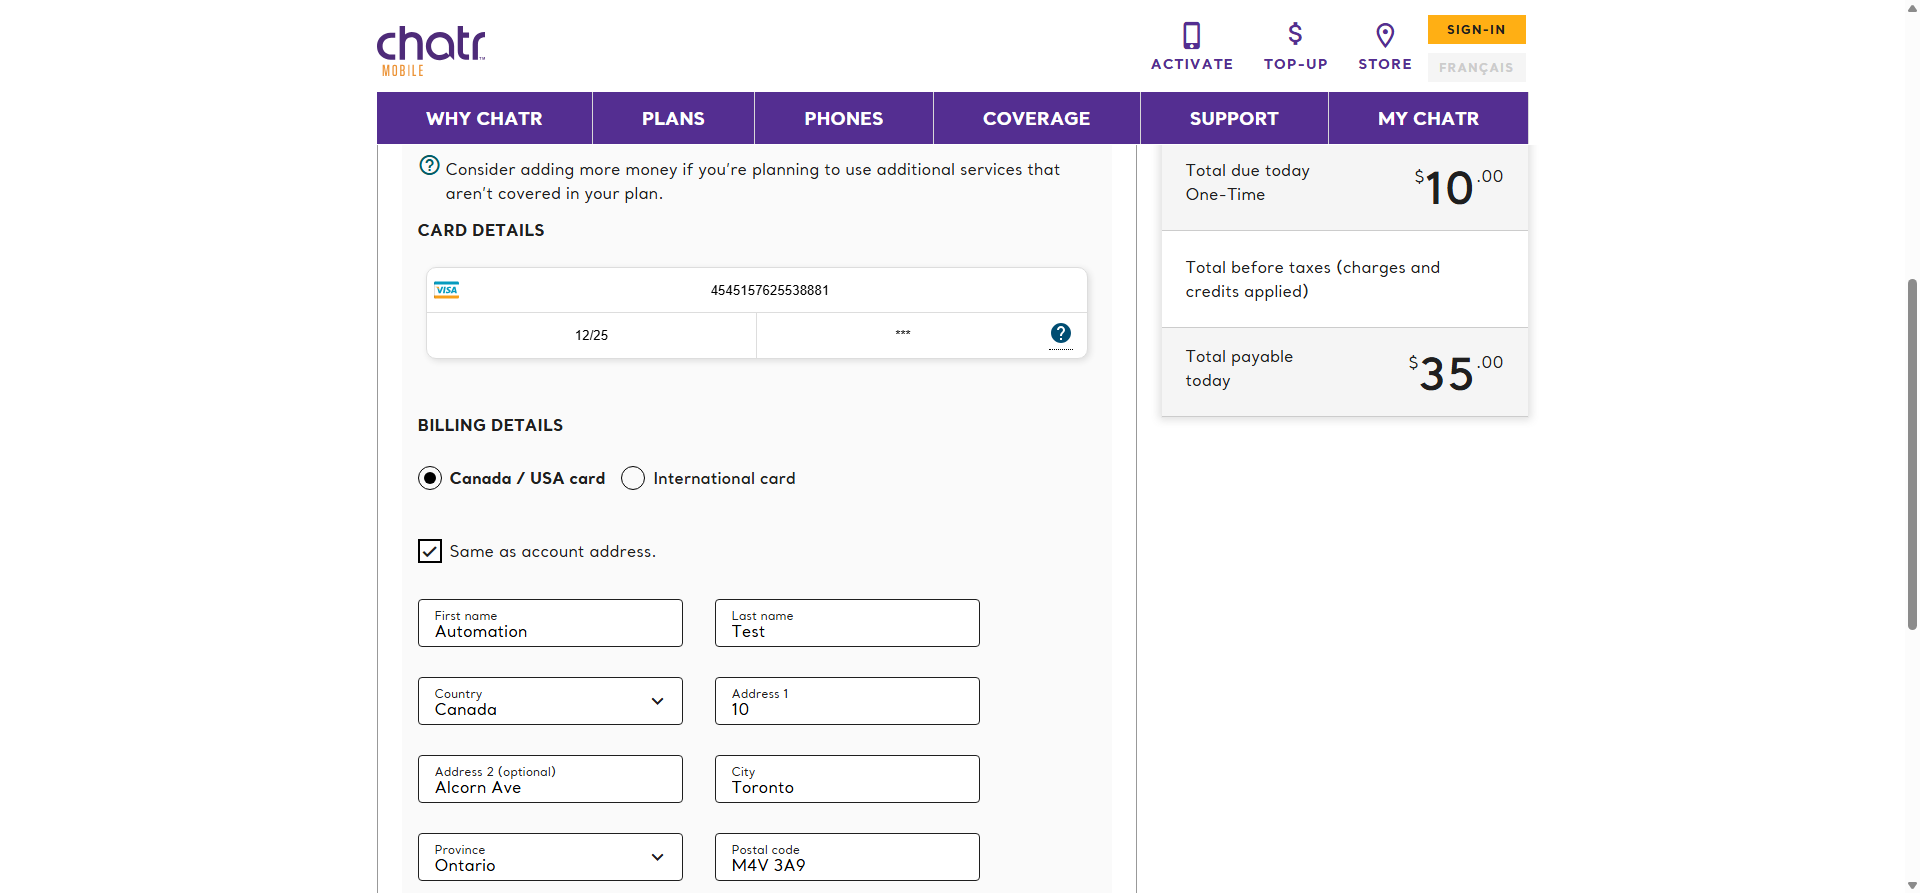 chatr
MOBILE
ACTIVATE
TOP-UP
STORE
SIGN-IN
FRANÇAIS
WHY CHATR
PLANS
PHONES
COVERAGE
SUPPORT
MY CHATR
Consider adding more money if you're planning to use additional services that
aren't covered in your plan.
CARD DETAILS
VISA
4545157625538881
12/25
***
BILLING DETAILS
Canada / USA card
International card
Same as account address.
First name
Automation
Last name
Test
Country
Canada
Address 1
10
Address 2 (optional)
Alcorn Ave
City
Toronto
Province
Ontario
Postal code
M4V 3A9
Total due today
One-Time
$10.00
Total before taxes (charges and
credits applied)
Total payable
today
$35.00